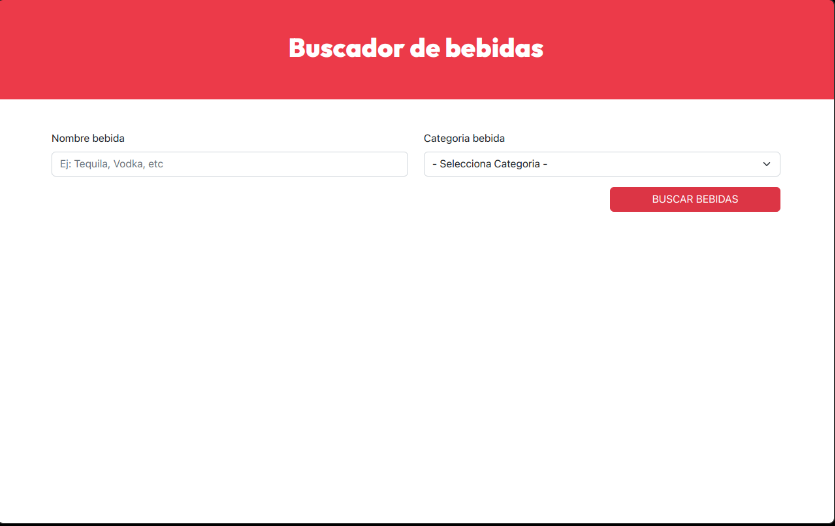 Buscador de bebidas
Nombre bebida
Ej: Tequila, Vodka, etc
Categoria bebida
- Selecciona Categoria -
BUSCAR BEBIDAS